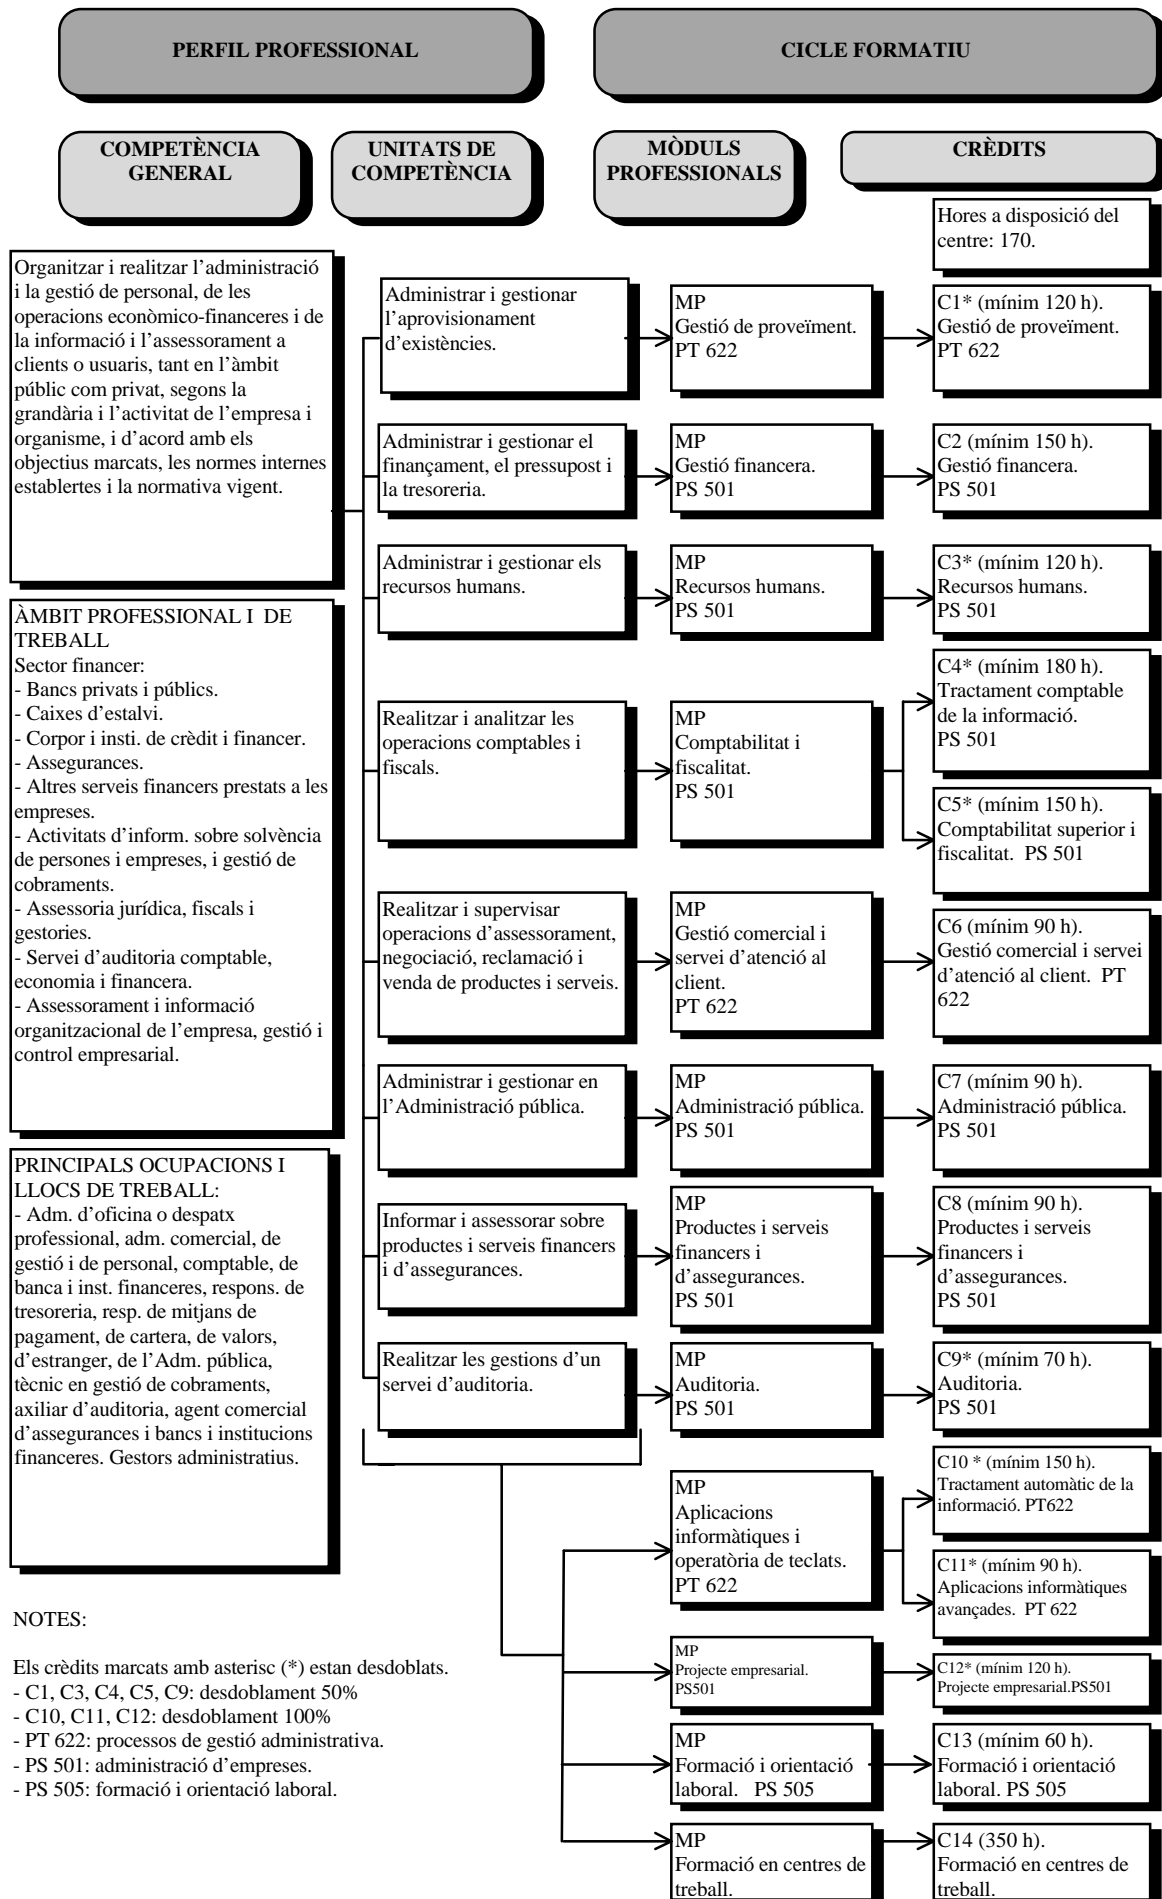 PERFIL PROFESSIONAL
CICLE FORMATIU
COMPETÈNCIA
GENERAL
UNITATS DE
COMPETÈNCIA
MÒDULS
PROFESSIONALS
CRÈDITS
Hores a disposició del
centre: 170.
Organitzar i realitzar l’administració
i la gestió de personal, de les
operacions econòmico-financeres i de
la informació i l’assessorament a
clients o usuaris, tant en l’àmbit
públic com privat, segons la
grandària i l’activitat de l’empresa i
organisme, i d’acord amb els
objectius marcats, les normes internes
establertes i la normativa vigent.
ÀMBIT PROFESSIONAL I  DE
TREBALL
Sector financer:
- Bancs privats i públics.
- Caixes d’estalvi.
- Corpor i insti. de crèdit i financer.
- Assegurances.
- Altres serveis financers prestats a les
empreses.
- Activitats d’inform. sobre solvència
de persones i empreses, i gestió de
cobraments.
- Assessoria jurídica, fiscals i
gestories.
- Servei d’auditoria comptable,
economia i financera.
- Assessorament i informació
organitzacional de l’empresa, gestió i
control empresarial.
PRINCIPALS OCUPACIONS I
LLOCS DE TREBALL:
- Adm. d’oficina o despatx
professional, adm. comercial, de
gestió i de personal, comptable, de
banca i inst. financeres, respons. de
tresoreria, resp. de mitjans de
pagament, de cartera, de valors,
d’estranger, de l’Adm. pública,
tècnic en gestió de cobraments,
axiliar d’auditoria, agent comercial
d’assegurances i bancs i institucions
financeres. Gestors administratius.
Administrar i gestionar
l’aprovisionament
d’existències.
MP
Gestió de proveïment.
PT 622
C1* (mínim 120 h).
Gestió de proveïment.
PT 622
Administrar i gestionar el
finançament, el pressupost i
la tresoreria.
MP
Gestió financera.
PS 501
C2 (mínim 150 h).
Gestió financera.
PS 501
Administrar i gestionar els
recursos humans.
MP
Recursos humans.
PS 501
C3* (mínim 120 h).
Recursos humans.
PS 501
Realitzar i analitzar les
operacions comptables i
fiscals.
MP
Comptabilitat i
fiscalitat.
PS 501
C4* (mínim 180 h).
Tractament comptable
de la informació.
PS 501
C5* (mínim 150 h).
Comptabilitat superior i
fiscalitat.  PS 501
Realitzar i supervisar
operacions d’assessorament,
negociació, reclamació i
venda de productes i serveis.
MP
Gestió comercial i
servei d’atenció al
client.
PT 622
C6 (mínim 90 h).
Gestió comercial i servei
d’atenció al client.  PT
622
Administrar i gestionar en
l’Administració pública.
MP
Administració pública.
PS 501
C7 (mínim 90 h).
Administració pública.
PS 501
Informar i assessorar sobre
productes i serveis financers
i d’assegurances.
MP
Productes i serveis
financers i
d’assegurances.
PS 501
C8 (mínim 90 h).
Productes i serveis
financers i
d’assegurances.
PS 501
Realitzar les gestions d’un
servei d’auditoria.
MP
Auditoria.
PS 501
C9* (mínim 70 h).
Auditoria.
PS 501
MP
Aplicacions
informàtiques i
operatòria de teclats.
PT 622
C10 * (mínim 150 h).
Tractament automàtic de la
informació. PT622
C11* (mínim 90 h).
Aplicacions informàtiques
avançades.  PT 622
MP
Projecte empresarial.
PS501
C12* (mínim 120 h).
Projecte empresarial.PS501
MP
Formació i orientació
laboral.   PS 505
C13 (mínim 60 h).
Formació i orientació
laboral. PS 505
MP
Formació en centres de
treball.
C14 (350 h).
Formació en centres de
treball.
NOTES:
Els crèdits marcats amb asterisc (*) estan desdoblats.
- C1, C3, C4, C5, C9: desdoblament 50%
- C10, C11, C12: desdoblament 100%
- PT 622: processos de gestió administrativa.
- PS 501: administració d’empreses.
- PS 505: formació i orientació laboral.